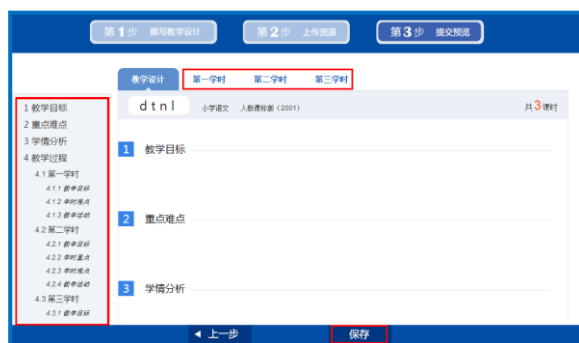 第1步 撰写教学设计 第2步 上传资源 第3步 提交预览
教学设计 第一学时 第二学时 第三学时
dtnl 小学语文 人教课标版（2001） 共3课时
1 教学目标
2 重点难点
3 学情分析
4 教学过程
4.1 第一学时
4.1.1 教学目标
4.1.2 学时难点
4.1.3 教学活动
4.2 第二学时
4.2.1 教学目标
4.2.2 学时重点
4.2.3 学时难点
4.2.4 教学活动
4.3 第三学时
4.3.1 教学目标
1 教学目标
2 重点难点
3 学情分析
上一步 保存